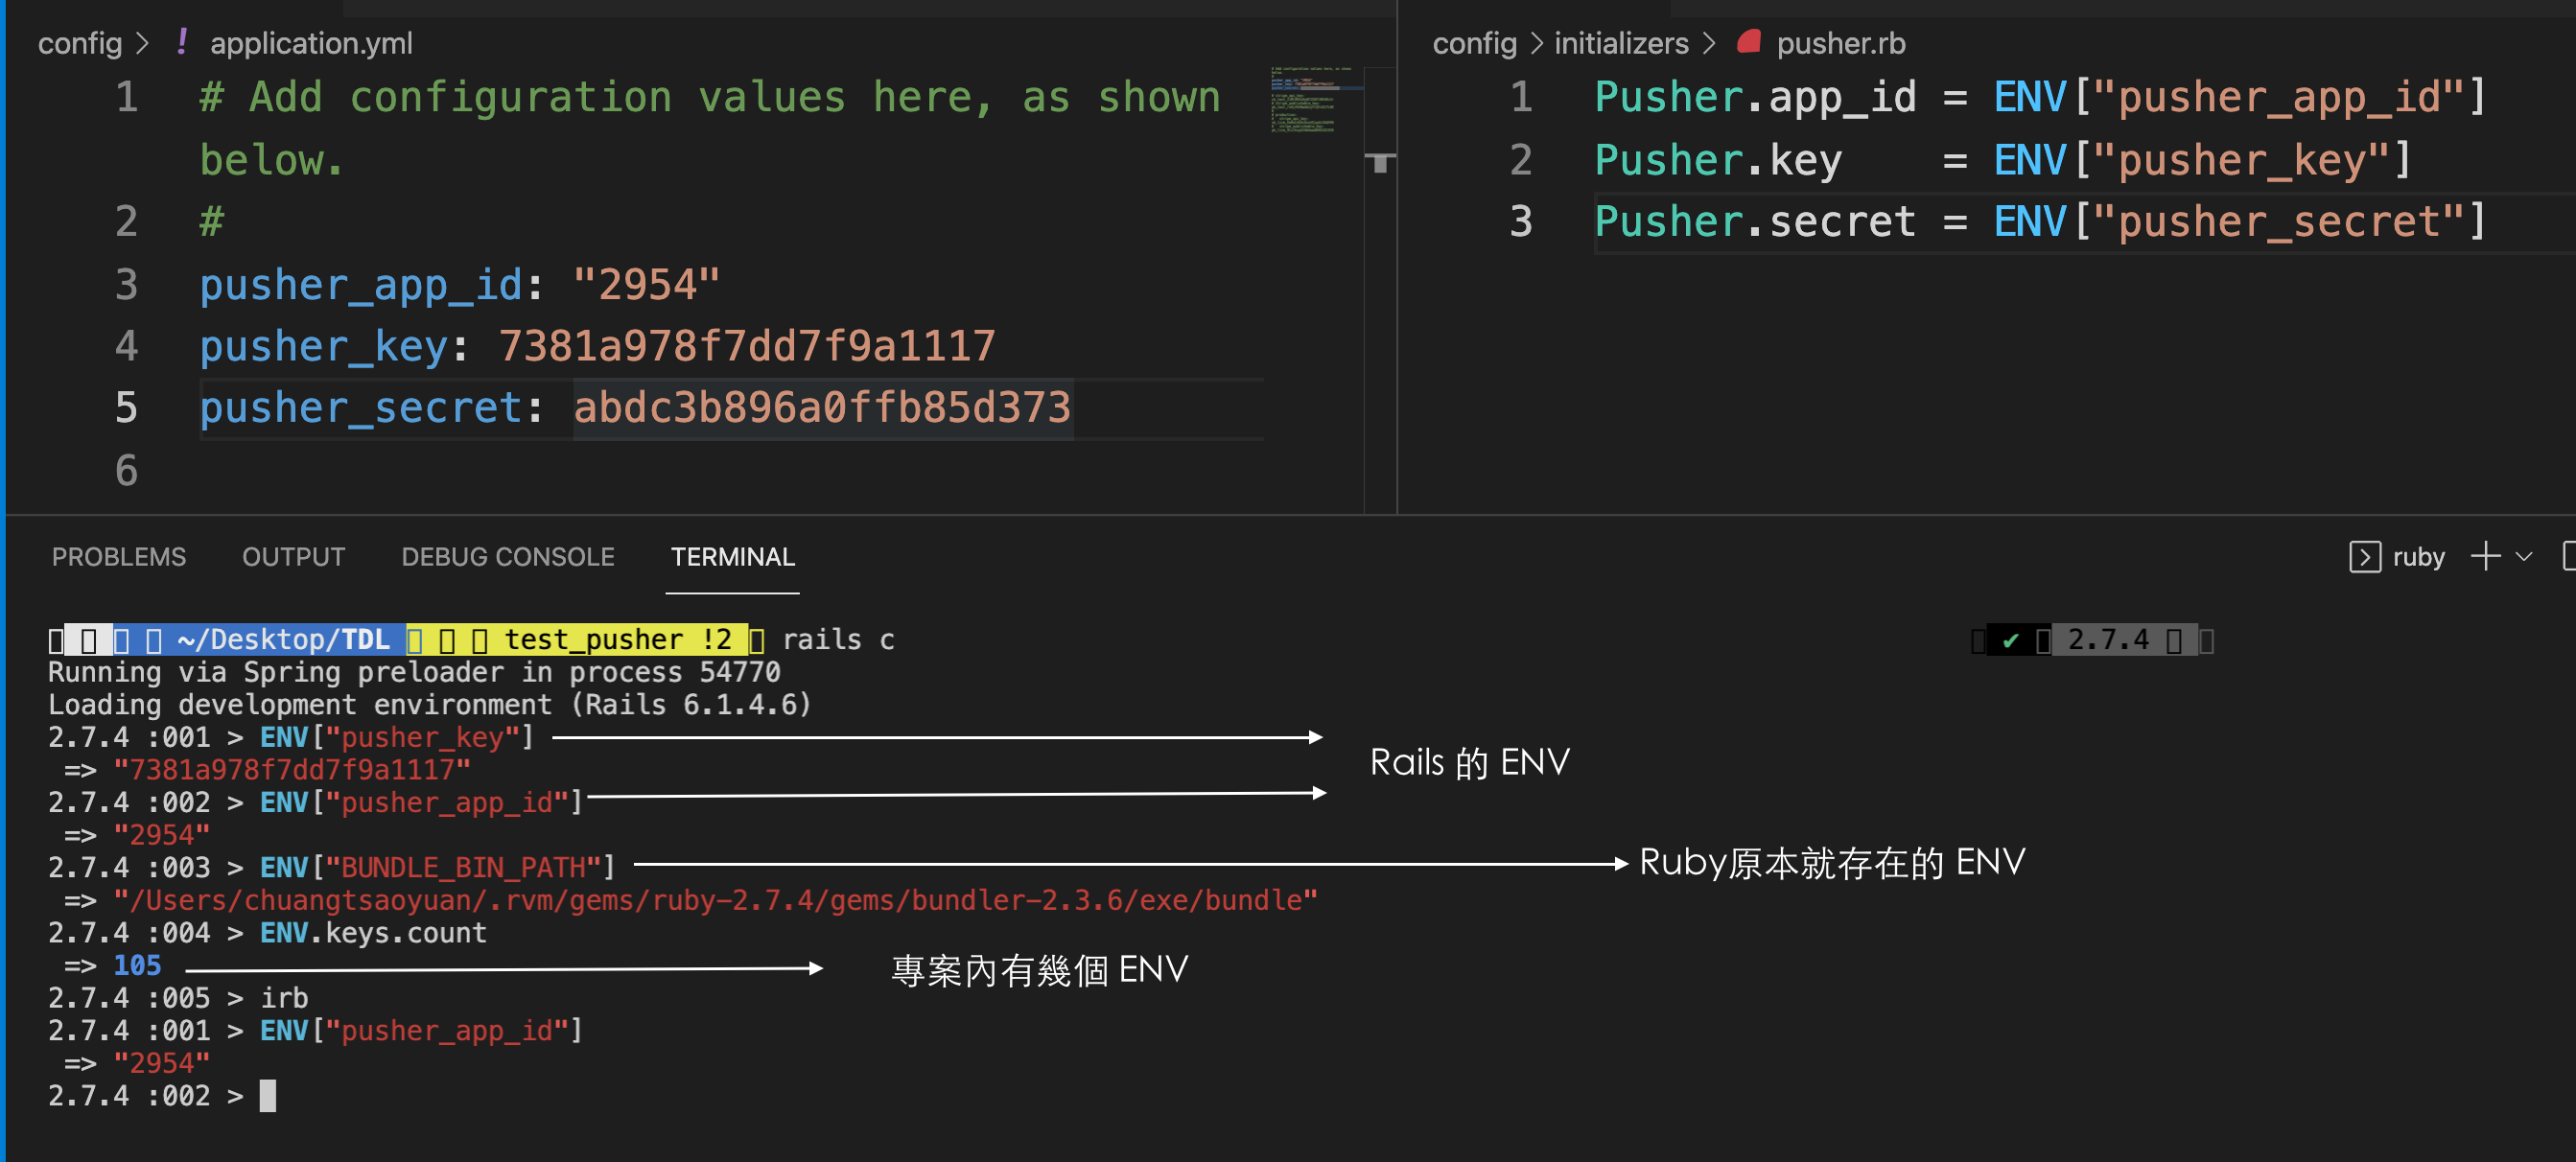 config > ! application.yml
1 # Add configuration values here, as shown
below.
2 #
3 pusher_app_id: "2954"
4 pusher_key: 7381a978f7dd7f9a1117
5 pusher_secret: abdc3b896a0ffb85d373
6
config > initializers > pusher.rb
1 Pusher.app_id = ENV["pusher_app_id"]
2 Pusher.key    = ENV["pusher_key"]
3 Pusher.secret = ENV["pusher_secret"]
PROBLEMS OUTPUT DEBUG CONSOLE TERMINAL
ruby
~/Desktop/TDL test_pusher !2 rails c ✔ 2.7.4
Running via Spring preloader in process 54770
Loading development environment (Rails 6.1.4.6)
2.7.4 :001 > ENV["pusher_key"]
=> "7381a978f7dd7f9a1117"
Rails 的 ENV
2.7.4 :002 > ENV["pusher_app_id"]
=> "2954"
2.7.4 :003 > ENV["BUNDLE_BIN_PATH"]
Ruby原本就存在的 ENV
=> "/Users/chuangtsaoyuan/.rvm/gems/ruby-2.7.4/gems/bundler-2.3.6/exe/bundle"
2.7.4 :004 > ENV.keys.count
=> 105
專案內有幾個 ENV
2.7.4 :005 > irb
2.7.4 :001 > ENV["pusher_app_id"]
=> "2954"
2.7.4 :002 >